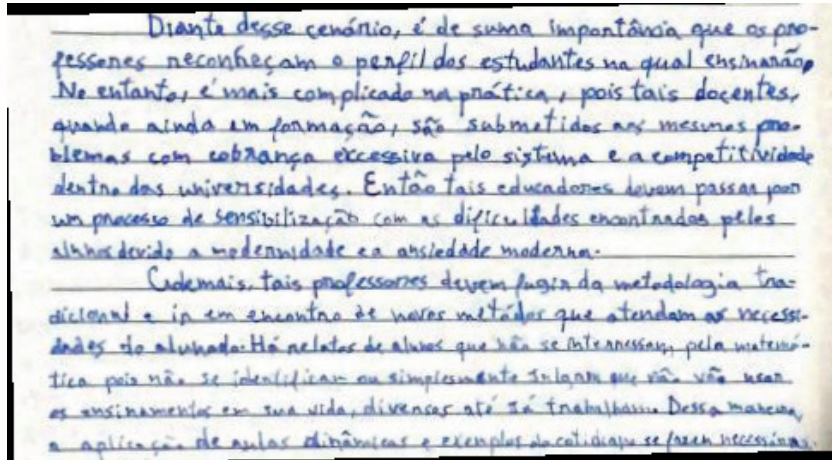 Diante desse cenário, é de suma importância que os pro-
fessores reconheçam o perfil dos estudantes na qual ensinarão,
No entanto, é mais complicado na prática, pois tais docentes,
quando ainda em formação, são submetidos aos mesmos pro-
blemas com cobrança excessiva pelo sistema e a competitividade
dentro das universidades. Então tais educadores devem passar por
um processo de sensibilização com as dificuldades encontradas pelos
alunos devido a modernidade e a ansiedade moderna.
Ademais, tais professores devem fugir da metodologia tra-
dicional e ir em encontro de novos métodos que atendam as necessi-
dades do alunado. Há relatos de alunos que não se interessam pela matemá-
tica pois não se identificam ou simplesmente julgam que não vão usar
os ensinamentos em sua vida, diversos até já trabalham. Dessa maneira,
a aplicação de aulas dinâmicas e exemplos do cotidiano se fazem necessárias.